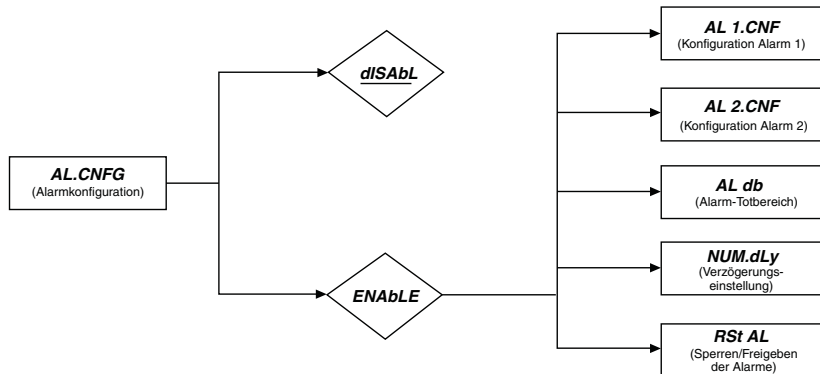 AL.CNFG
(Alarmkonfiguration)
dISAbL
ENAbLE
AL 1.CNF
(Konfiguration Alarm 1)
AL 2.CNF
(Konfiguration Alarm 2)
AL db
(Alarm-Totbereich)
NUM.dLy
(Verzögerungs-
einstellung)
RSt AL
(Sperren/Freigeben
der Alarme)